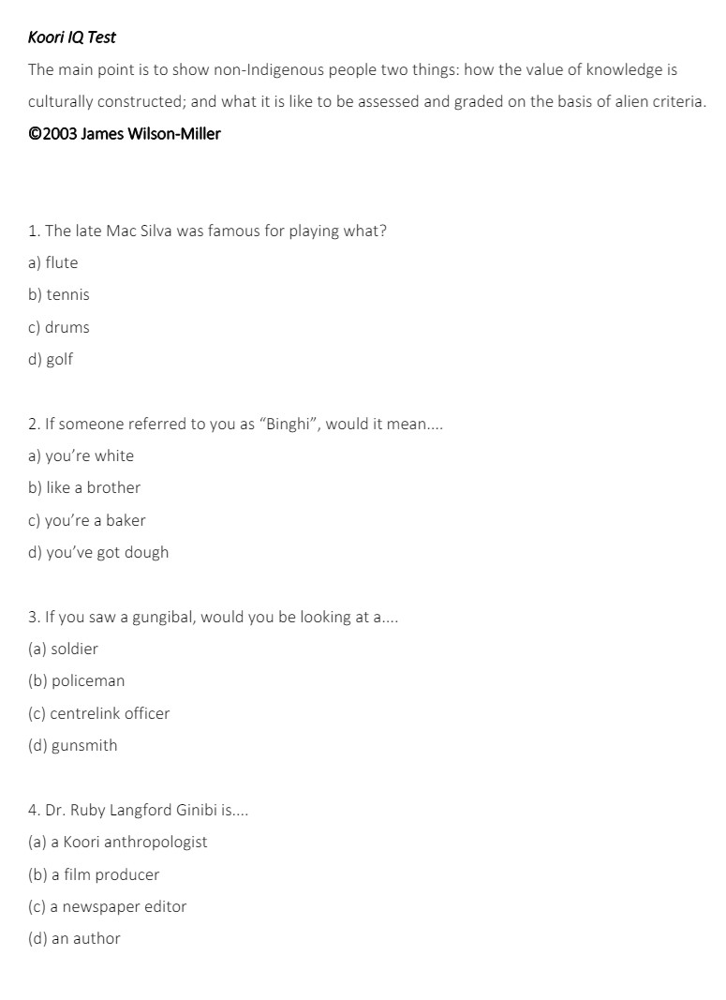 Koori IQ Test
The main point is to show non-Indigenous people two things: how the value of knowledge is
culturally constructed; and what it is like to be assessed and graded on the basis of alien criteria.
©2003 James Wilson-Miller
1. The late Mac Silva was famous for playing what?
a) flute
b) tennis
c) drums
d) golf
2. If someone referred to you as “Binghi”, would it mean....
a) you’re white
b) like a brother
c) you’re a baker
d) you’ve got dough
3. If you saw a gungibal, would you be looking at a....
(a) soldier
(b) policeman
(c) centrelink officer
(d) gunsmith
4. Dr. Ruby Langford Ginibi is....
(a) a Koori anthropologist
(b) a film producer
(c) a newspaper editor
(d) an author